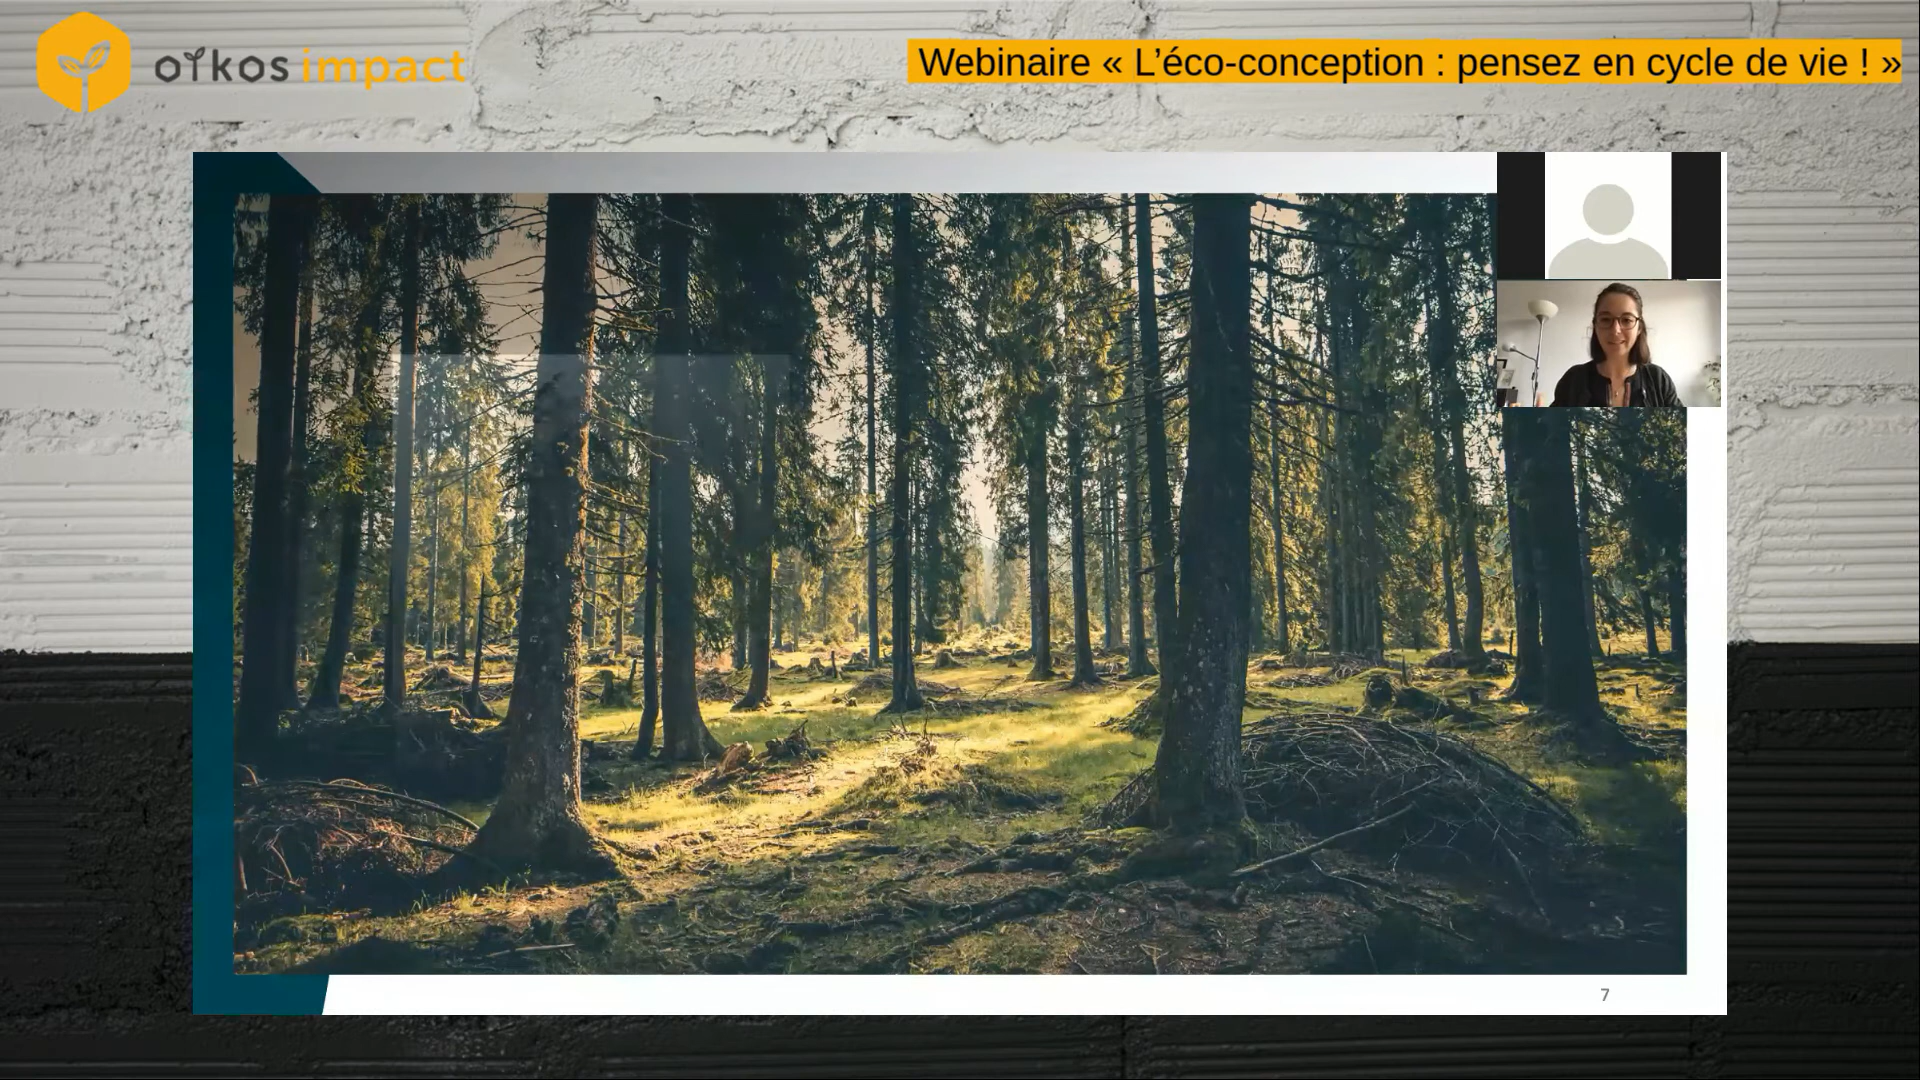 oikos impact
Webinaire « L’éco-conception : pensez en cycle de vie ! »
7